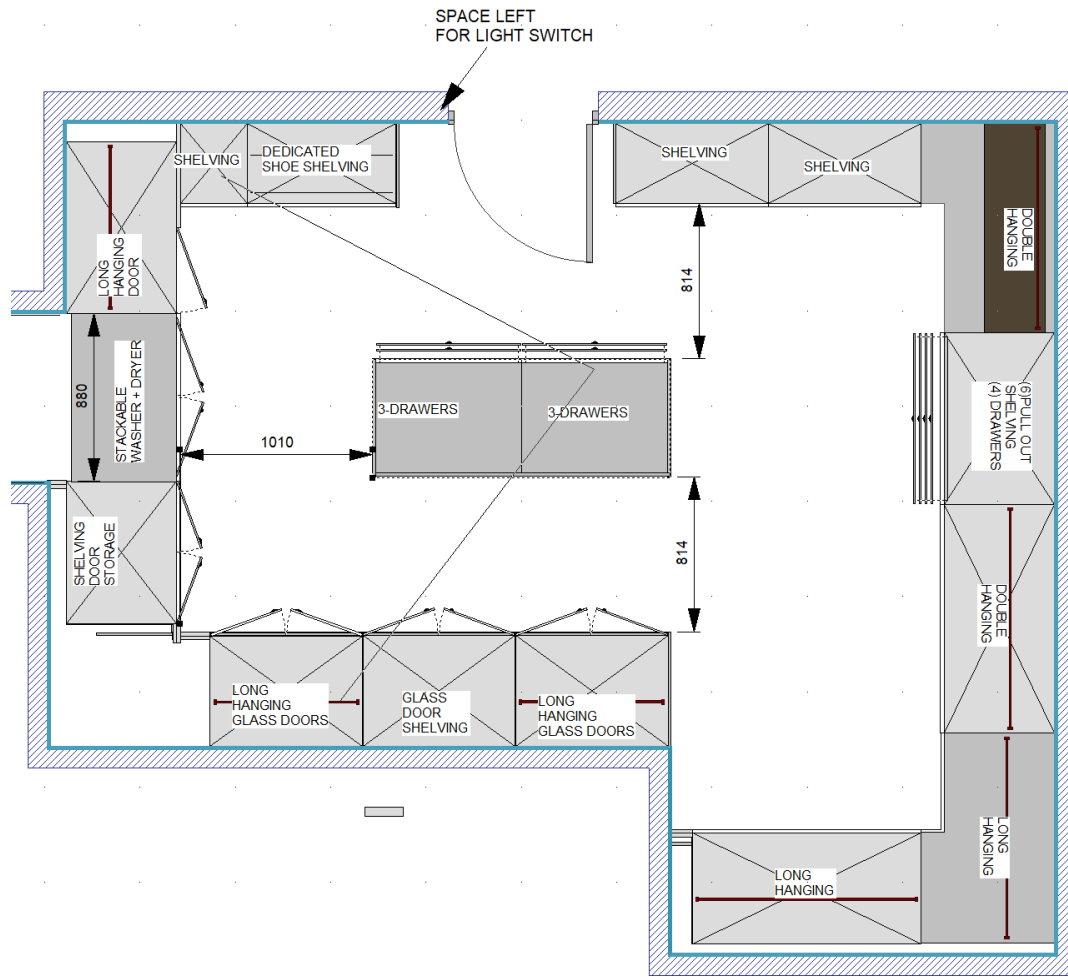 SPACE LEFT
FOR LIGHT SWITCH
SHELVING
DEDICATED
SHOE SHELVING
SHELVING
SHELVING
DOUBLE
HANGING
LONG
HANGING
DOOR
814
880
STACKABLE
WASHER + DRYER
3-DRAWERS
3-DRAWERS
(6)PULL OUT
SHELVING
(4) DRAWERS
1010
SHELVING
DOOR
STORAGE
814
DOUBLE
HANGING
LONG
HANGING
GLASS DOORS
GLASS
DOOR
SHELVING
LONG
HANGING
GLASS DOORS
LONG
HANGING
LONG
HANGING